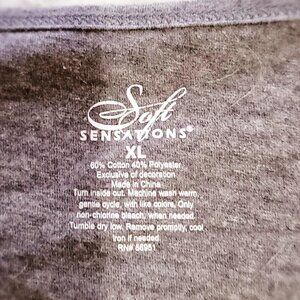 Soft
SENSATIONS®
XL
60% Cotton 40% Polyester
Exclusive of decoration
Made in China
Turn inside out. Machine wash warm,
gentle cycle, with like colors. Only
non-chlorine bleach, when needed.
Tumble dry low. Remove promptly, cool
iron if needed.
RN# 86951